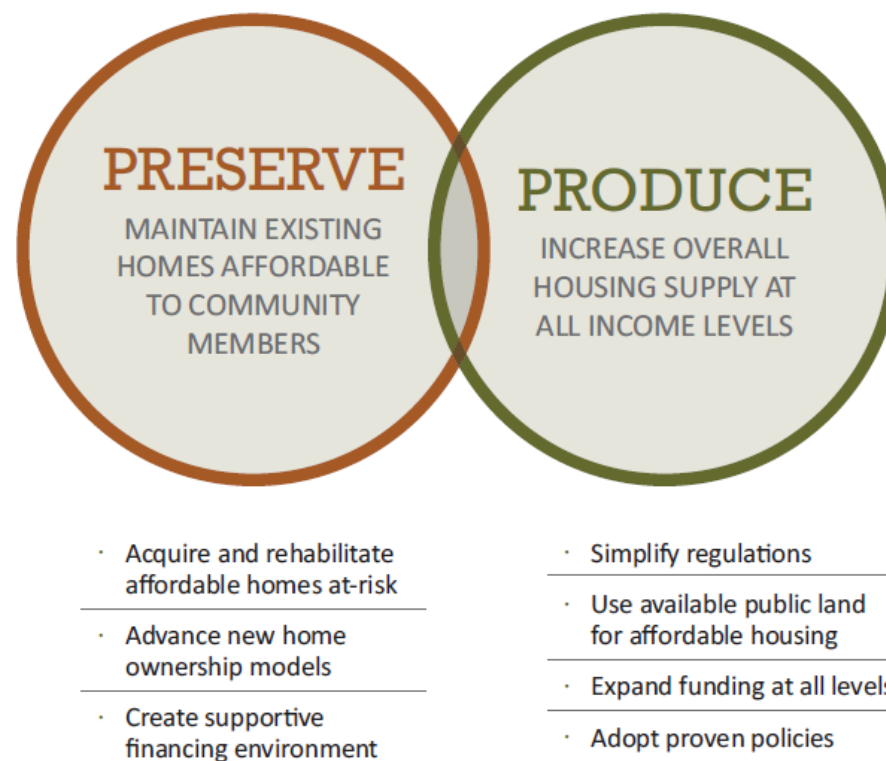 PRESERVE
MAINTAIN EXISTING
HOMES AFFORDABLE
TO COMMUNITY
MEMBERS
PRODUCE
INCREASE OVERALL
HOUSING SUPPLY AT
ALL INCOME LEVELS
· Acquire and rehabilitate
affordable homes at-risk
· Advance new home
ownership models
· Create supportive
financing environment
· Simplify regulations
· Use available public land
for affordable housing
· Expand funding at all levels
· Adopt proven policies